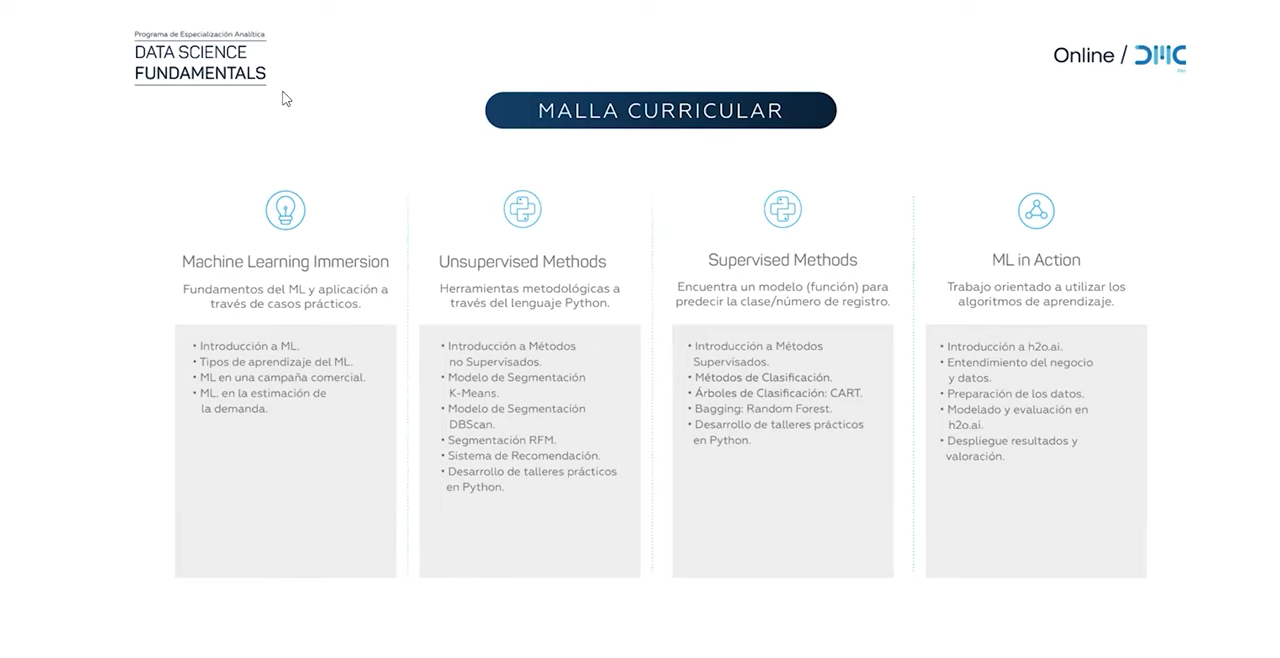 Programa de Especialización Analítica
DATA SCIENCE
FUNDAMENTALS
Online / DMC
MALLA CURRICULAR
Machine Learning Immersion
Fundamentos del ML y aplicación a
través de casos prácticos.
• Introducción a ML.
• Tipos de aprendizaje del ML.
• ML en una campaña comercial.
• ML. en la estimación de
la demanda.
Unsupervised Methods
Herramientas metodológicas a
través del lenguaje Python.
• Introducción a Métodos
no Supervisados.
• Modelo de Segmentación
K-Means.
• Modelo de Segmentación
DBScan.
• Segmentación RFM.
• Sistema de Recomendación.
• Desarrollo de talleres prácticos
en Python.
Supervised Methods
Encuentra un modelo (función) para
predecir la clase/número de registro.
• Introducción a Métodos
Supervisados.
• Métodos de Clasificación.
• Árboles de Clasificación: CART.
• Bagging: Random Forest.
• Desarrollo de talleres prácticos
en Python.
ML in Action
Trabajo orientado a utilizar los
algoritmos de aprendizaje.
• Introducción a h2o.ai.
• Entendimiento del negocio
y datos.
• Preparación de los datos.
• Modelado y evaluación en
h2o.ai.
• Despliegue resultados y
valoración.